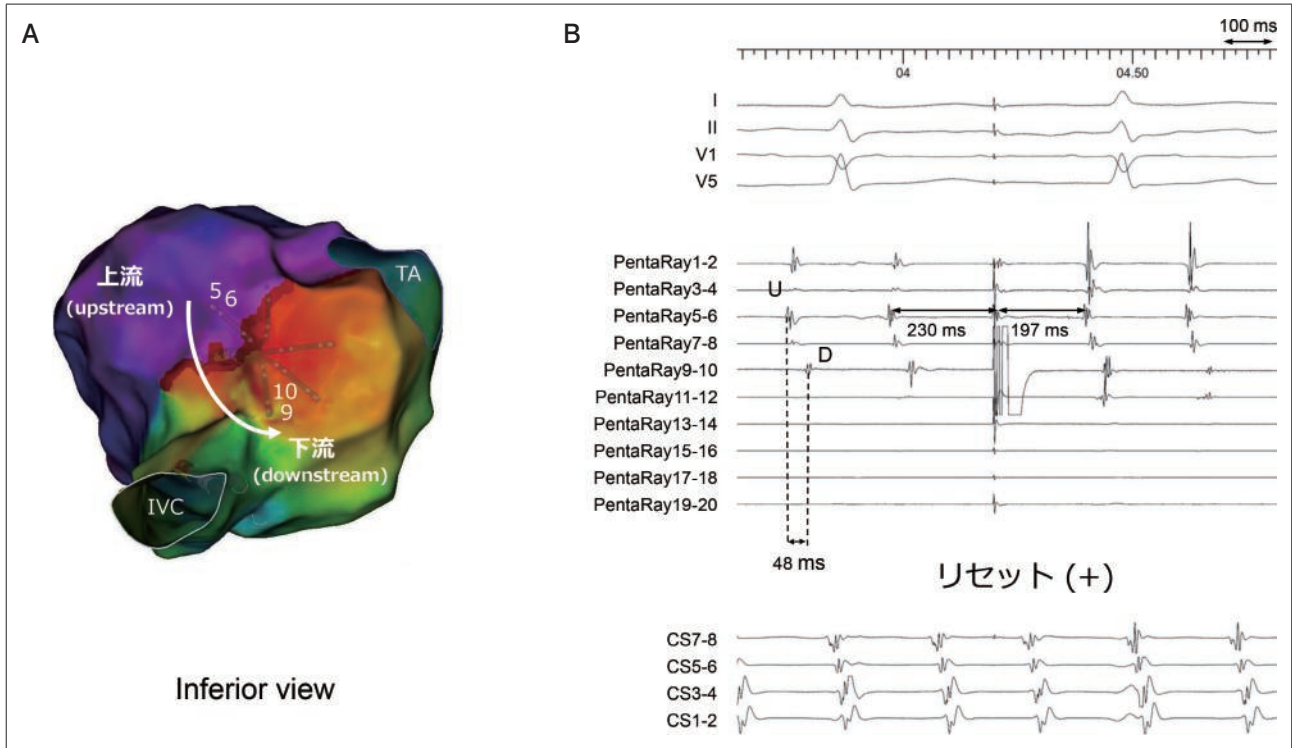 A
上流
(upstream)
5 6
TA
10
9
下流
(downstream)
IVC
Inferior view
B
100 ms
04
04.50
I
II
V1
V5
PentaRay1-2
PentaRay3-4
U
PentaRay5-6
230 ms
197 ms
PentaRay7-8
D
PentaRay9-10
PentaRay11-12
PentaRay13-14
PentaRay15-16
PentaRay17-18
PentaRay19-20
48 ms
リセット (+)
CS7-8
CS5-6
CS3-4
CS1-2